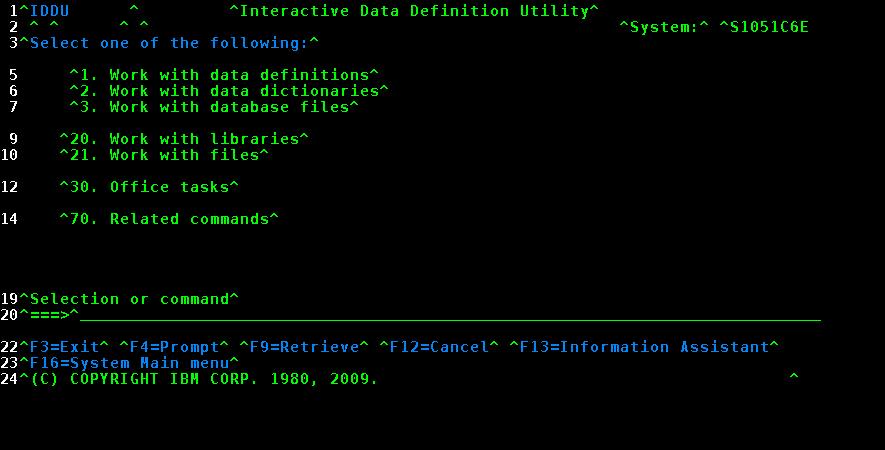 1^IDDU      ^         ^Interactive Data Definition Utility^
2 ^ ^      ^ ^                                               ^System:^ ^S1051C6E
3^Select one of the following:^
5     ^1. Work with data definitions^
6     ^2. Work with data dictionaries^
7     ^3. Work with database files^
9    ^20. Work with libraries^
10    ^21. Work with files^
12    ^30. Office tasks^
14    ^70. Related commands^
19^Selection or command^
20^===>^__________________________________________________________________________
22^F3=Exit^ ^F4=Prompt^ ^F9=Retrieve^ ^F12=Cancel^ ^F13=Information Assistant^
23^F16=System Main menu^
24^(C) COPYRIGHT IBM CORP. 1980, 2009.                                         ^